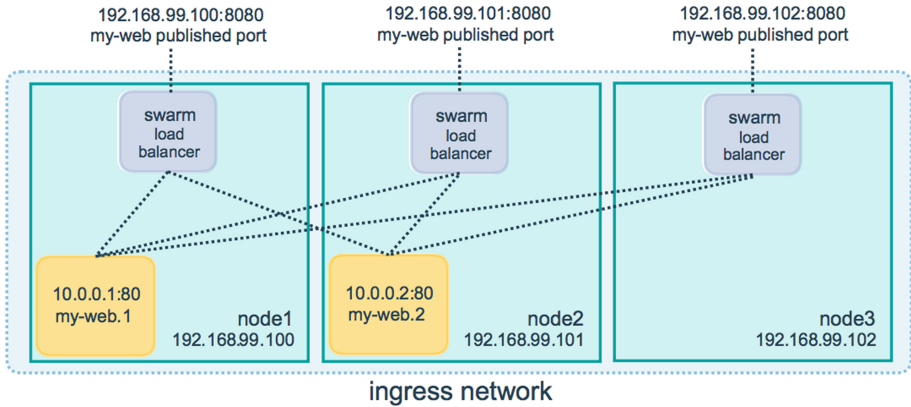 192.168.99.100:8080
my-web published port
192.168.99.101:8080
my-web published port
192.168.99.102:8080
my-web published port
swarm
load
balancer
swarm
load
balancer
swarm
load
balancer
10.0.0.1:80
my-web.1
node1
192.168.99.100
10.0.0.2:80
my-web.2
node2
192.168.99.101
node3
192.168.99.102
ingress network